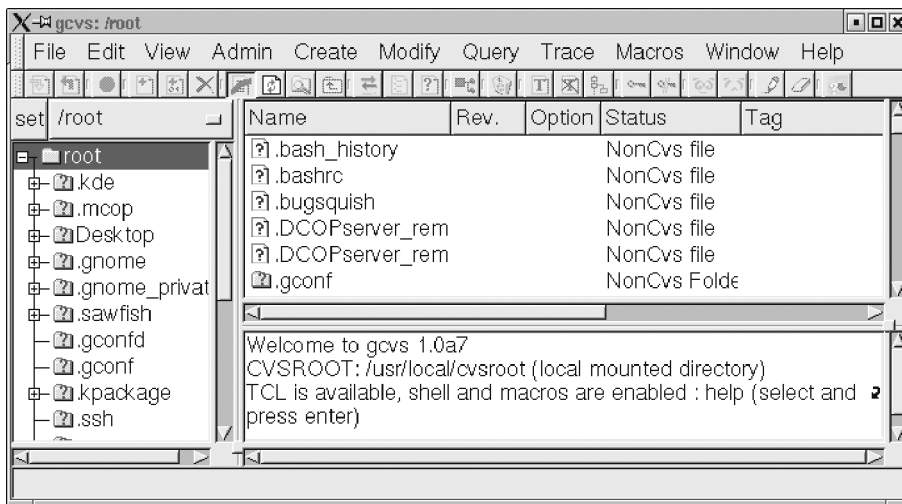 gcvs: /root
File Edit View Admin Create Modify Query Trace Macros Window Help
set /root
root
.kde
.mcop
Desktop
.gnome
.gnome_privat
.sawfish
.gconfd
.gconf
.kpackage
.ssh
Name Rev. Option Status Tag
.bash_history NonCvs file
.bashrc NonCvs file
.bugsquish NonCvs file
.DCOPserver_rem NonCvs file
.DCOPserver_rem NonCvs file
.gconf NonCvs Folde
Welcome to gcvs 1.0a7
CVSROOT: /usr/local/cvsroot (local mounted directory)
TCL is available, shell and macros are enabled : help (select and
press enter)